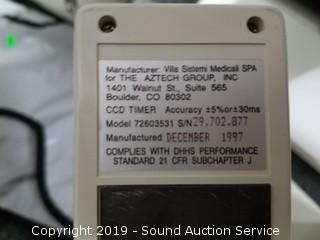 Manufacturer: Villa Sistemi Medicali SPA
for THE AZTECH GROUP, INC
1401 Walnut St., Suite 565
Boulder, CO 80302
CCD TIMER Accuracy ±5%or±30ms
Model 72603531 S/N 29.702.877
Manufactured DECEMBER 1997
COMPLIES WITH DHHS PERFORMANCE
STANDARD 21 CFR SUBCHAPTER J
Copyright 2019 - Sound Auction Service